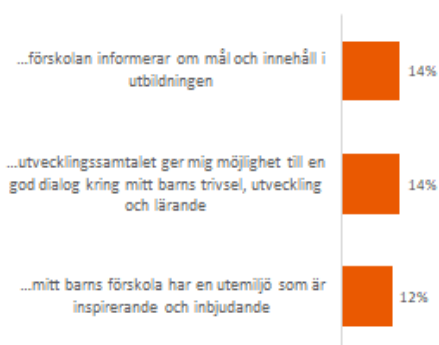 ...förskolan informerar om mål och innehåll i
utbildningen
14%
...utvecklingssamtalet ger mig möjlighet till en
god dialog kring mitt barns trivsel, utveckling
och lärande
14%
...mitt barns förskola har en utemiljö som är
inspirerande och inbjudande
12%